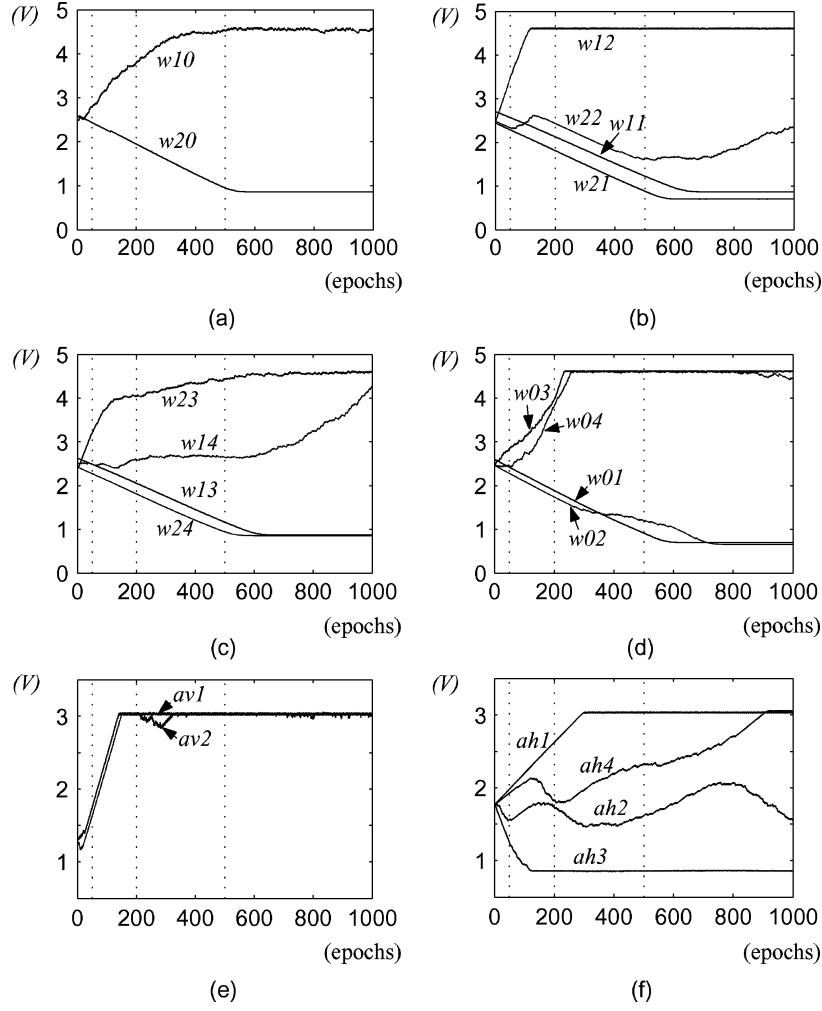 (V)
5
4
3
2
1
0
w10
w20
0 200 400 600 800 1000
(epochs)
(a)
(V)
5
4
3
2
1
0
w12
w22
w11
w21
0 200 400 600 800 1000
(epochs)
(b)
(V)
5
4
3
2
1
0
w23
w14
w13
w24
0 200 400 600 800 1000
(epochs)
(c)
(V)
5
4
3
2
1
0
w03
w04
w01
w02
0 200 400 600 800 1000
(epochs)
(d)
(V)
3
2
1
av1
av2
0 200 400 600 800 1000
(epochs)
(e)
(V)
3
2
1
ah1
ah4
ah2
ah3
0 200 400 600 800 1000
(epochs)
(f)